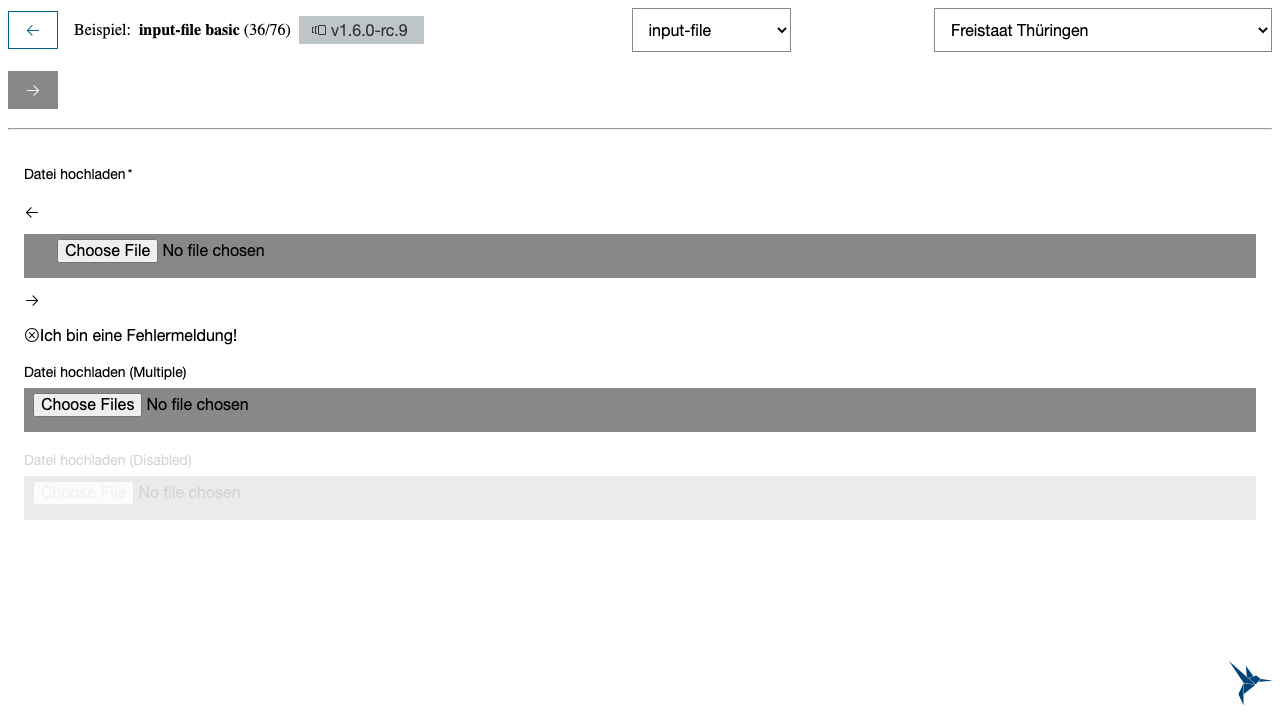 Beispiel: input-file basic (36/76) v1.6.0-rc.9 input-file Freistaat Thüringen
Datei hochladen*
Choose File No file chosen
Ich bin eine Fehlermeldung!
Datei hochladen (Multiple)
Choose Files No file chosen
Datei hochladen (Disabled)
Choose File No file chosen